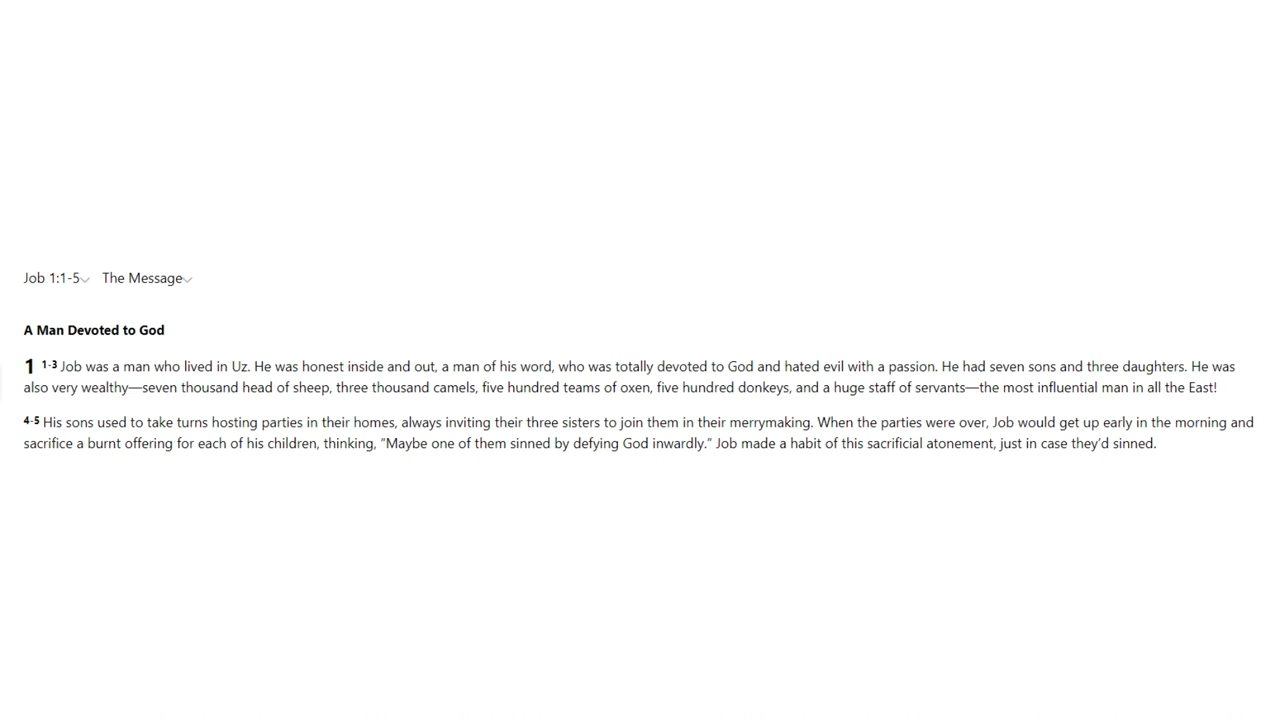 Job 1:1-5 The Message
A Man Devoted to God
1 1-3 Job was a man who lived in Uz. He was honest inside and out, a man of his word, who was totally devoted to God and hated evil with a passion. He had seven sons and three daughters. He was
also very wealthy—seven thousand head of sheep, three thousand camels, five hundred teams of oxen, five hundred donkeys, and a huge staff of servants—the most influential man in all the East!
4-5 His sons used to take turns hosting parties in their homes, always inviting their three sisters to join them in their merrymaking. When the parties were over, Job would get up early in the morning and
sacrifice a burnt offering for each of his children, thinking, “Maybe one of them sinned by defying God inwardly.” Job made a habit of this sacrificial atonement, just in case they’d sinned.